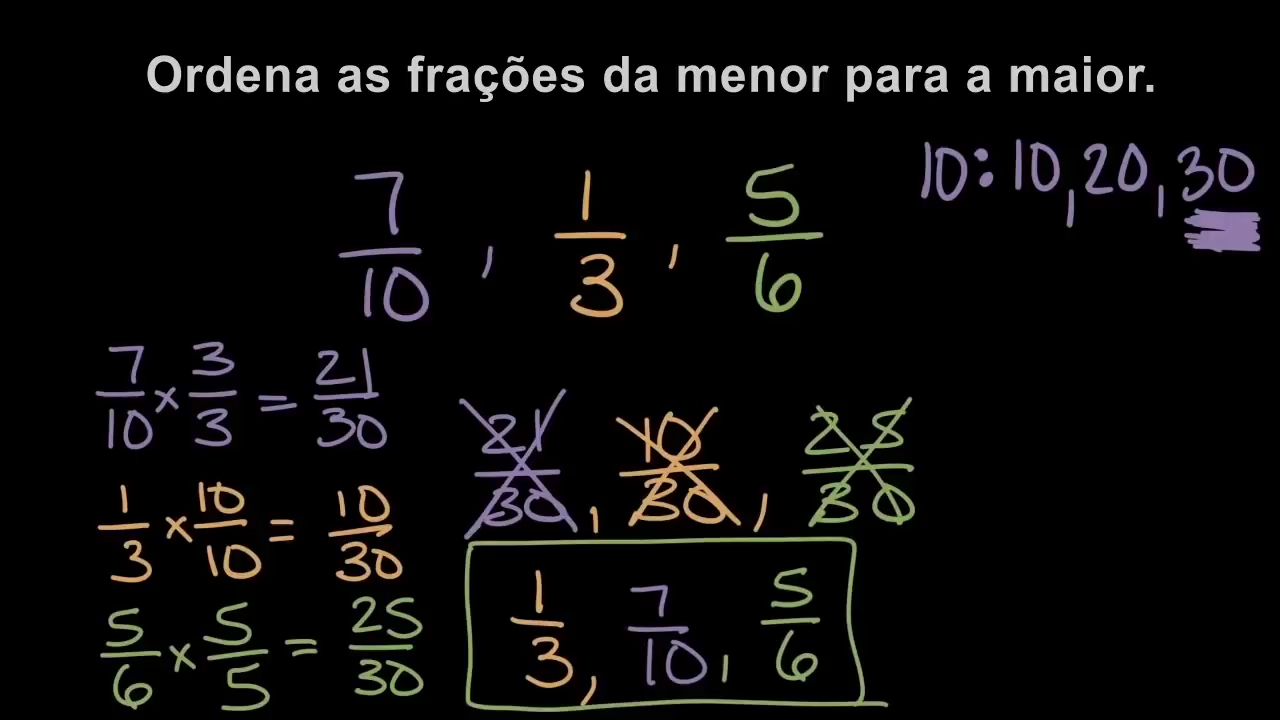 Ordena as frações da menor para a maior.
10: 10, 20, 30
7/10, 1/3, 5/6
7/10 × 3/3 = 21/30
21/30, 10/30, 25/30
1/3 × 10/10 = 10/30
5/6 × 5/5 = 25/30
1/3, 7/10, 5/6